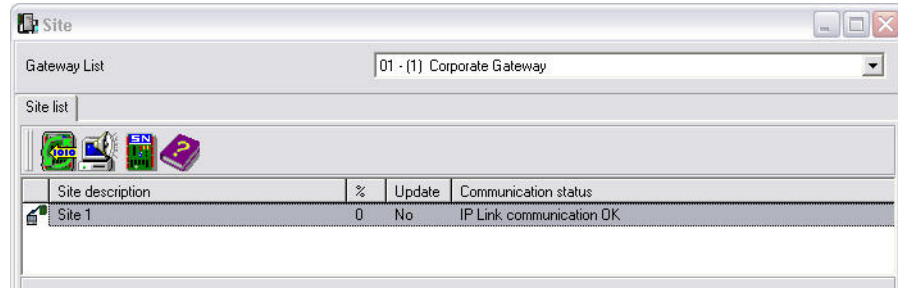 Site
Gateway List 01 - (1) Corporate Gateway
Site list
1010 SN ?
Site description % Update Communication status
Site 1 0 No IP Link communication OK